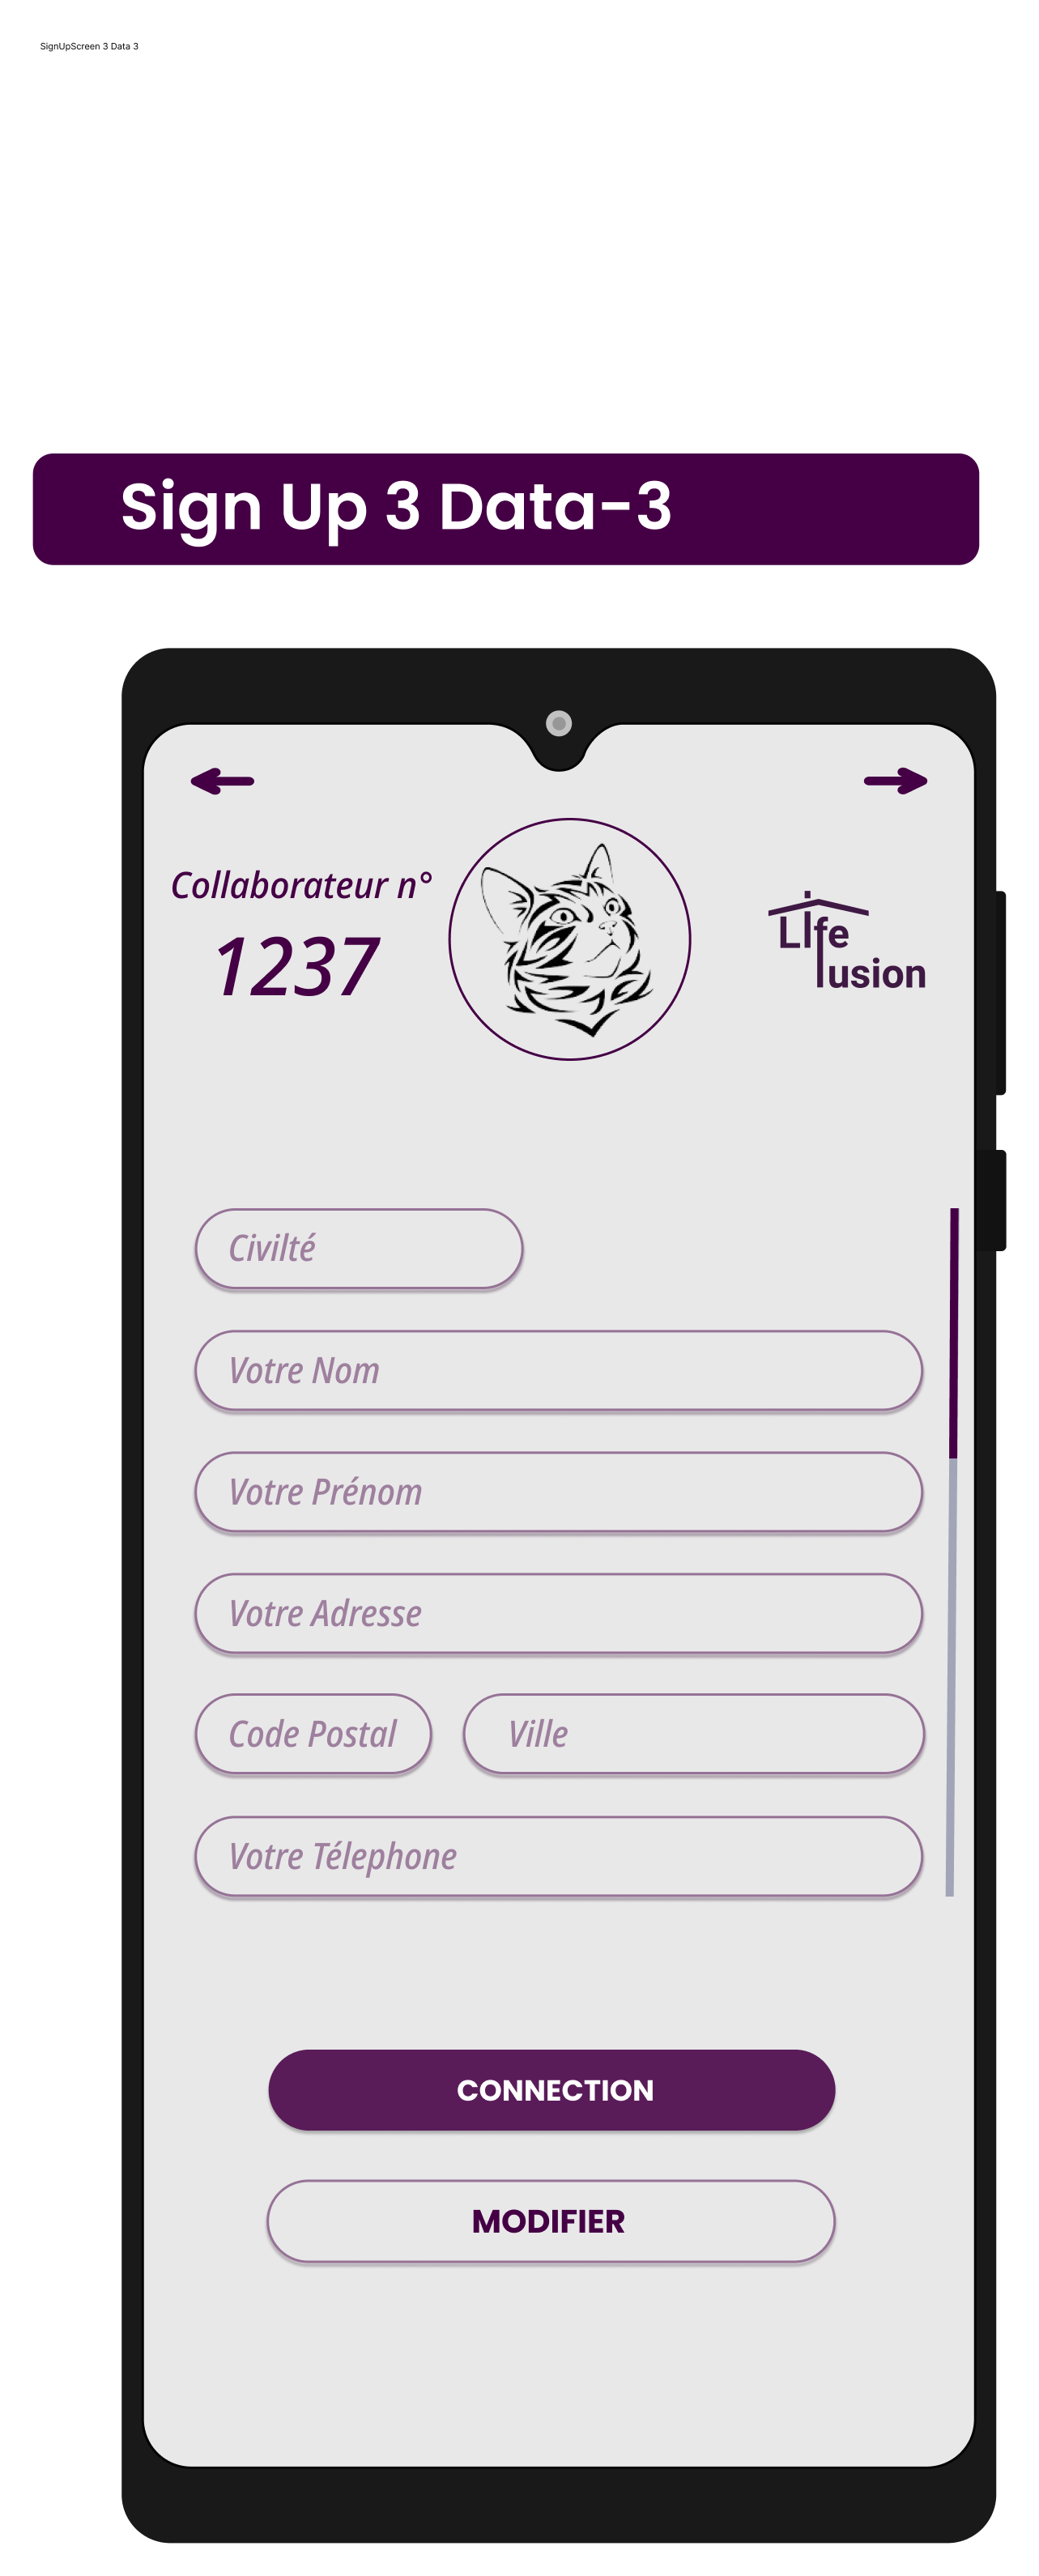 SignUpScreen 3 Data 3
Sign Up 3 Data-3
Collaborateur n°
1237
LIfe
fusion
Civilté
Votre Nom
Votre Prénom
Votre Adresse
Code Postal
Ville
Votre Télephone
CONNECTION
MODIFIER